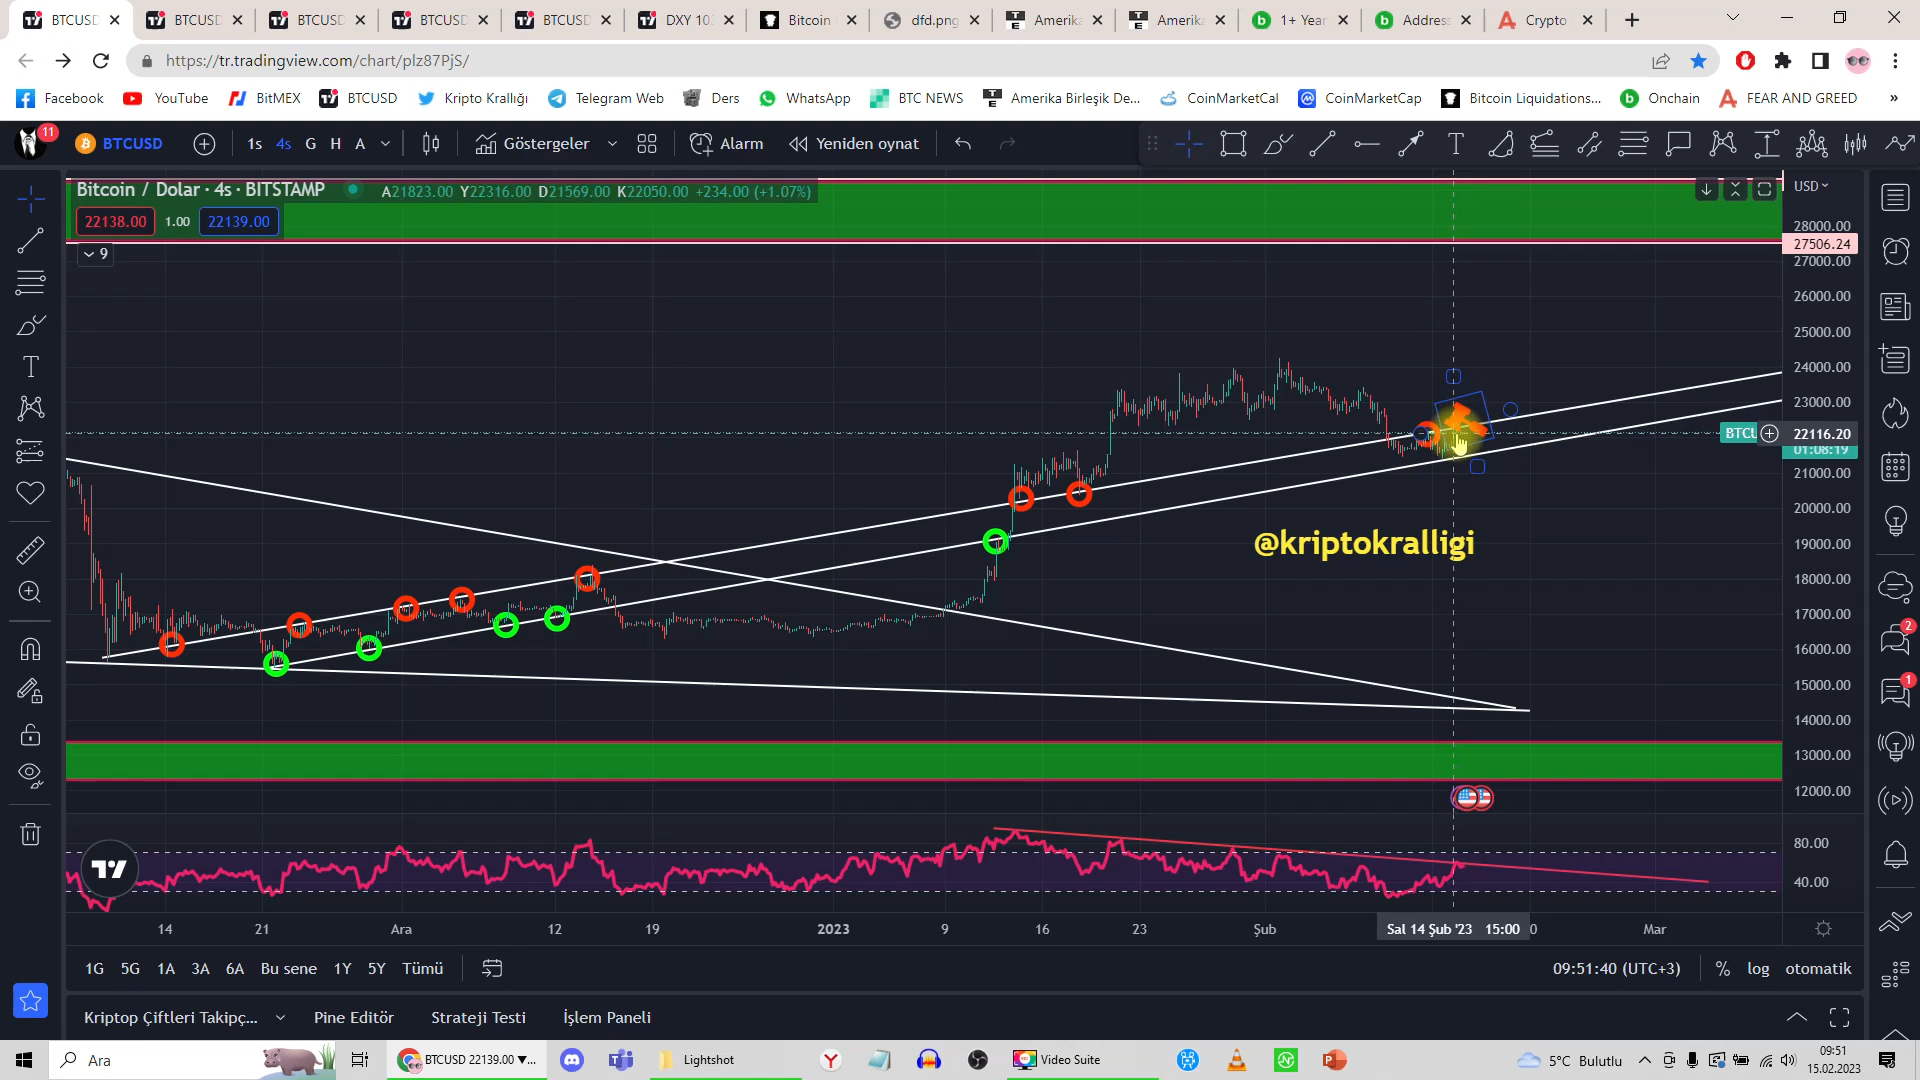 BTCUSD
BTCUSD
BTCUSD
BTCUSD
BTCUSD
DXY 10
Bitcoin
dfd.png
Amerika
Amerika
1+ Year
Address
Crypto
https://tr.tradingview.com/chart/plz87PjS/
Facebook
YouTube
BitMEX
BTCUSD
Kripto Krallığı
Telegram Web
Ders
WhatsApp
BTC NEWS
Amerika Birleşik De...
CoinMarketCal
CoinMarketCap
Bitcoin Liquidations...
Onchain
FEAR AND GREED
»
11
BTCUSD
1s 4s G H A
Göstergeler
Alarm
Yeniden oynat
Bitcoin / Dolar · 4s · BITSTAMP
A21823.00 Y22316.00 D21569.00 K22050.00 +234.00 (+1.07%)
22138.00 1.00 22139.00
9
USD
28000.00
27506.24
27000.00
26000.00
25000.00
24000.00
23000.00
BTCU
22116.20
01:08:19
21000.00
20000.00
19000.00
18000.00
17000.00
16000.00
15000.00
14000.00
13000.00
12000.00
80.00
40.00
@kriptokralligi
2
1
14 21 Ara 12 19 2023 9 16 23 Şub Sal 14 Şub '23 15:00 0 Mar
1G 5G 1A 3A 6A Bu sene 1Y 5Y Tümü
09:51:40 (UTC+3) % log otomatik
Kriptop Çiftleri Takipç... Pine Editör Strateji Testi İşlem Paneli
Ara
BTCUSD 22139.00 ▼...
Lightshot
Video Suite
5°C Bulutlu
09:51
15.02.2023